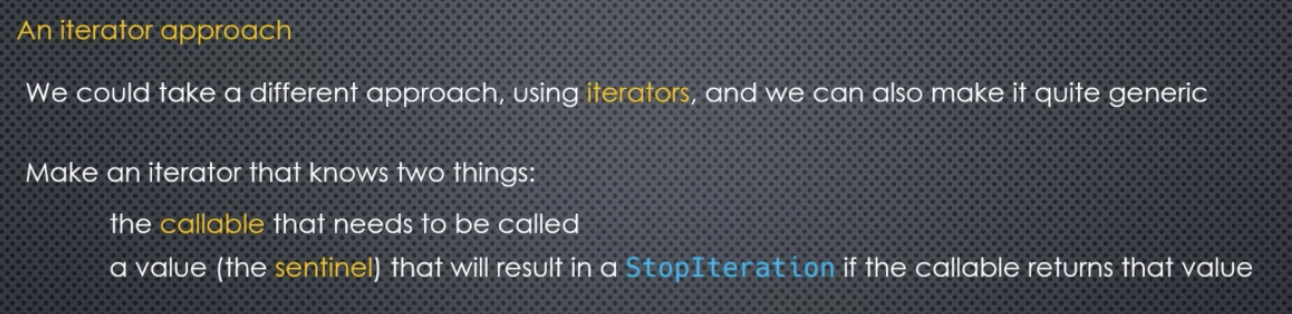 An iterator approach
We could take a different approach, using iterators, and we can also make it quite generic
Make an iterator that knows two things:
the callable that needs to be called
a value (the sentinel) that will result in a StopIteration if the callable returns that value